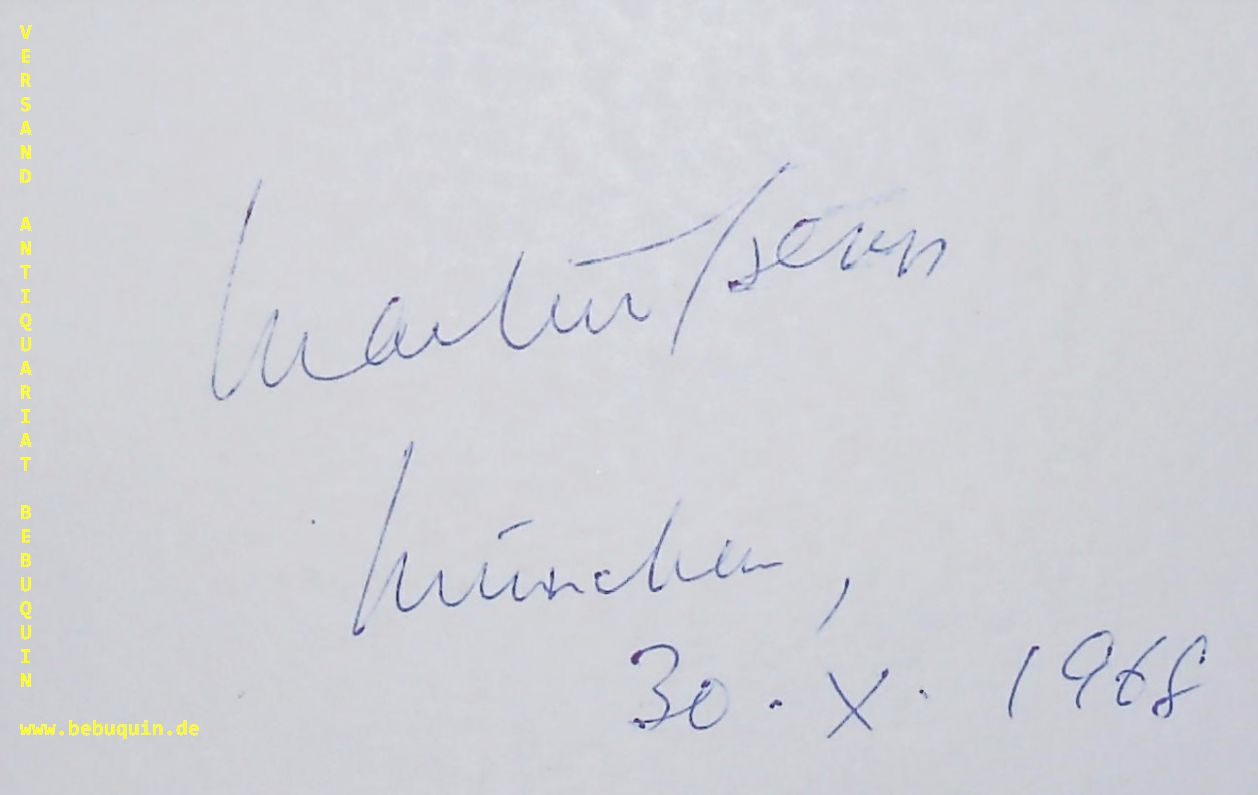 VERSAND ANTIQUARIAT BEBUQUIN
www.bebuquin.de
Martin
München,
30. X. 1968